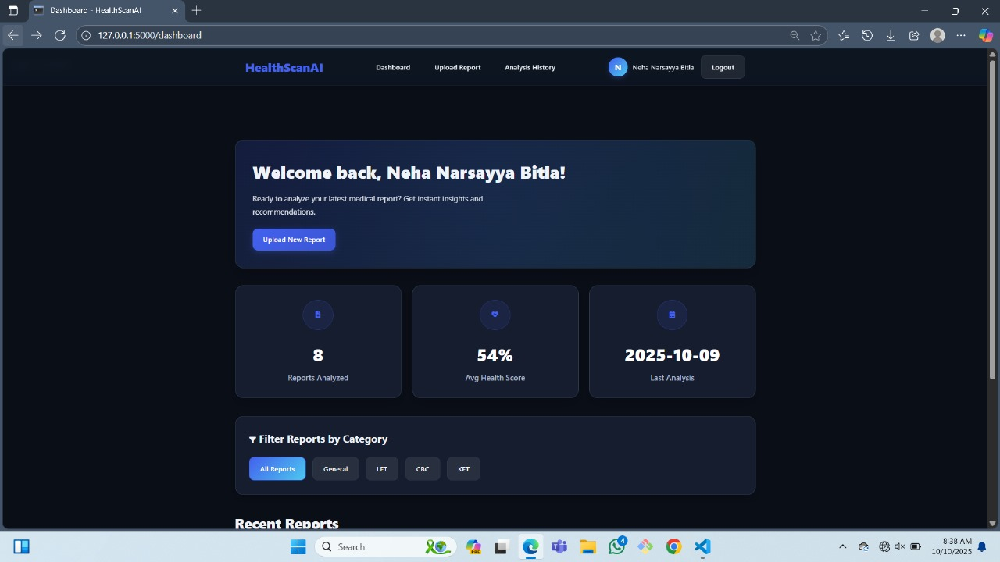 Dashboard - HealthScanAI
127.0.0.1:5000/dashboard
HealthScanAI
Dashboard
Upload Report
Analysis History
N
Neha Narsayya Bitla
Logout
Welcome back, Neha Narsayya Bitla!
Ready to analyze your latest medical report? Get instant insights and
recommendations.
Upload New Report
8
Reports Analyzed
54%
Avg Health Score
2025-10-09
Last Analysis
Filter Reports by Category
All Reports
General
LFT
CBC
KFT
Recent Reports
Search
PRE
4
8:38 AM
10/10/2025